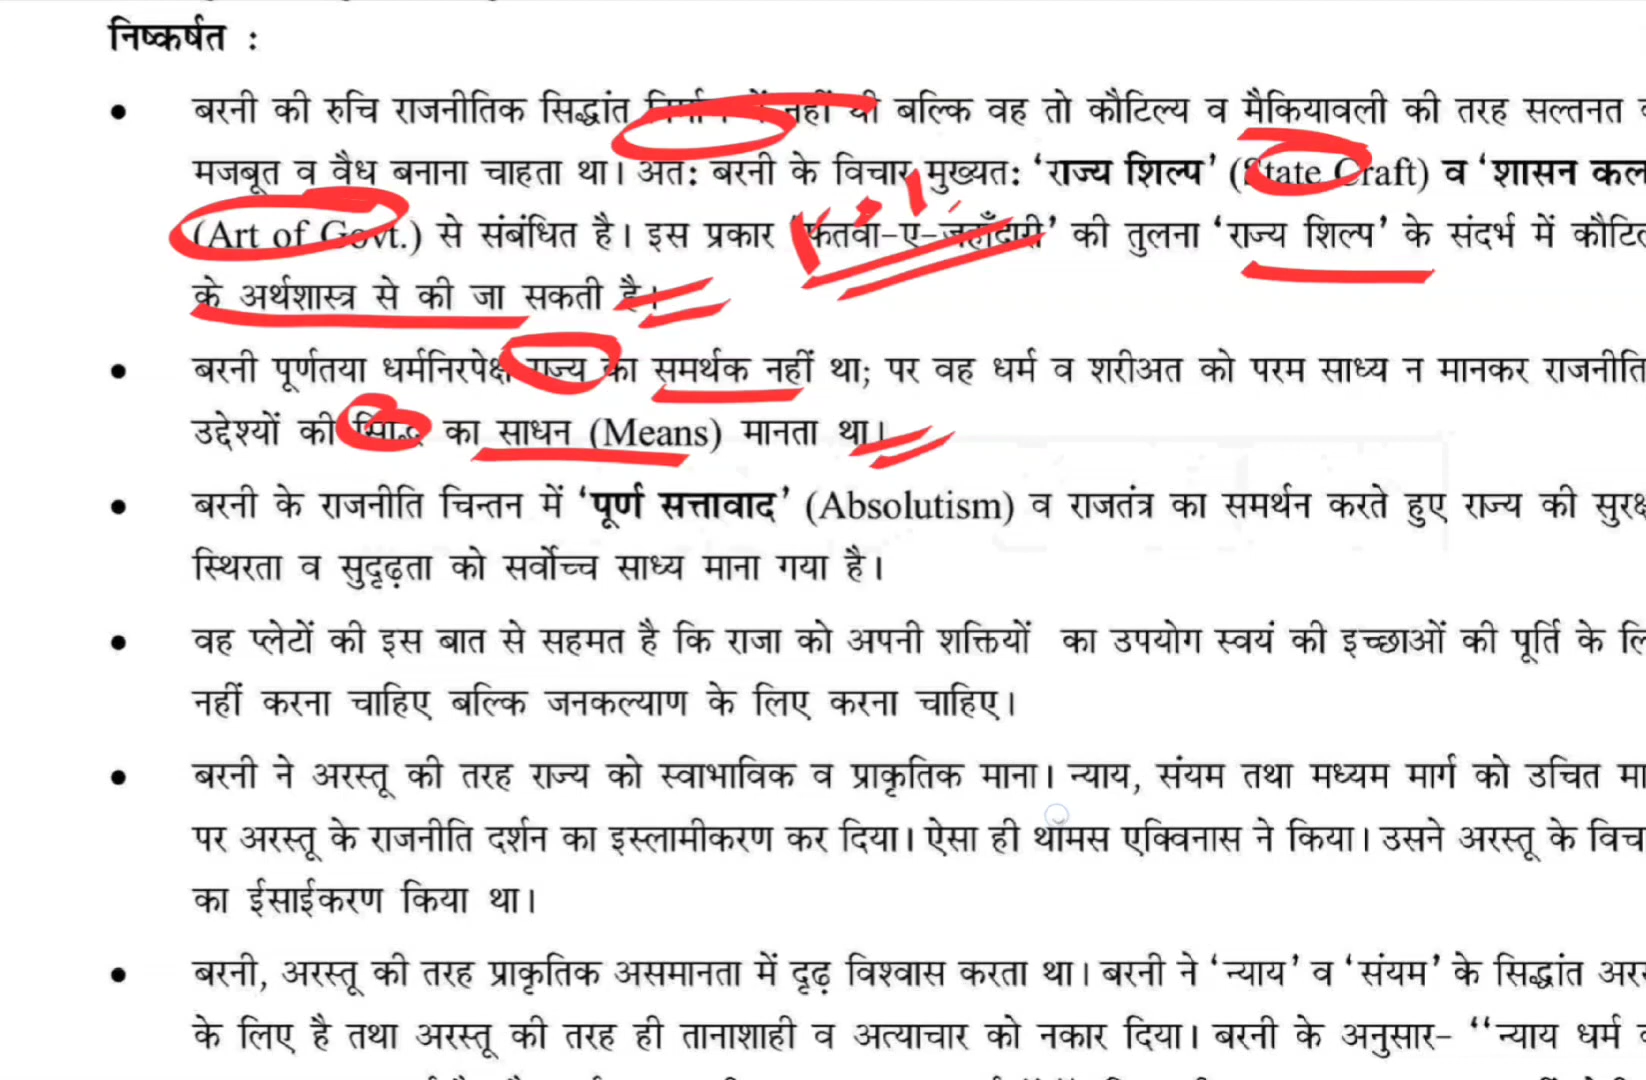 निष्कर्षत :
• बरनी की रुचि राजनीतिक सिद्धांत नहीं थी बल्कि वह तो कौटिल्य व मैकियावली की तरह सल्तनत
मजबूत व वैध बनाना चाहता था। अतः बरनी के विचार मुख्यतः ‘राज्य शिल्प’ (State Craft) व ‘शासन
(Art of Govt.) से संबंधित है। इस प्रकार ‘फतवा-ए-जहाँदारी’ की तुलना ‘राज्य शिल्प’ के संदर्भ में
के अर्थशास्त्र से की जा सकती है।
• बरनी पूर्णतया धर्मनिरपेक्ष राज्य का समर्थक नहीं था; पर वह धर्म व शरीअत को परम साध्य न मानकर
उद्देश्यों की सिद्धि का साधन (Means) मानता था।
• बरनी के राजनीति चिन्तन में ‘पूर्ण सत्तावाद’ (Absolutism) व राजतंत्र का समर्थन करते हुए राज्य की
स्थिरता व सुदृढ़ता को सर्वोच्च साध्य माना गया है।
• वह प्लेटों की इस बात से सहमत है कि राजा को अपनी शक्तियों का उपयोग स्वयं की इच्छाओं की पूर्ति के
नहीं करना चाहिए बल्कि जनकल्याण के लिए करना चाहिए।
• बरनी ने अरस्तू की तरह राज्य को स्वाभाविक व प्राकृतिक माना। न्याय, संयम तथा मध्यम मार्ग को उचित
पर अरस्तू के राजनीति दर्शन का इस्लामीकरण कर दिया। ऐसा ही थॉमस एक्विनास ने किया। उसने अरस्तू के
का ईसाईकरण किया था।
• बरनी, अरस्तू की तरह प्राकृतिक असमानता में दृढ़ विश्वास करता था। बरनी ने ‘न्याय’ व ‘संयम’ के सिद्धांत
के लिए है तथा अरस्तू की तरह ही तानाशाही व अत्याचार को नकार दिया। बरनी के अनुसार- “न्याय धर्म